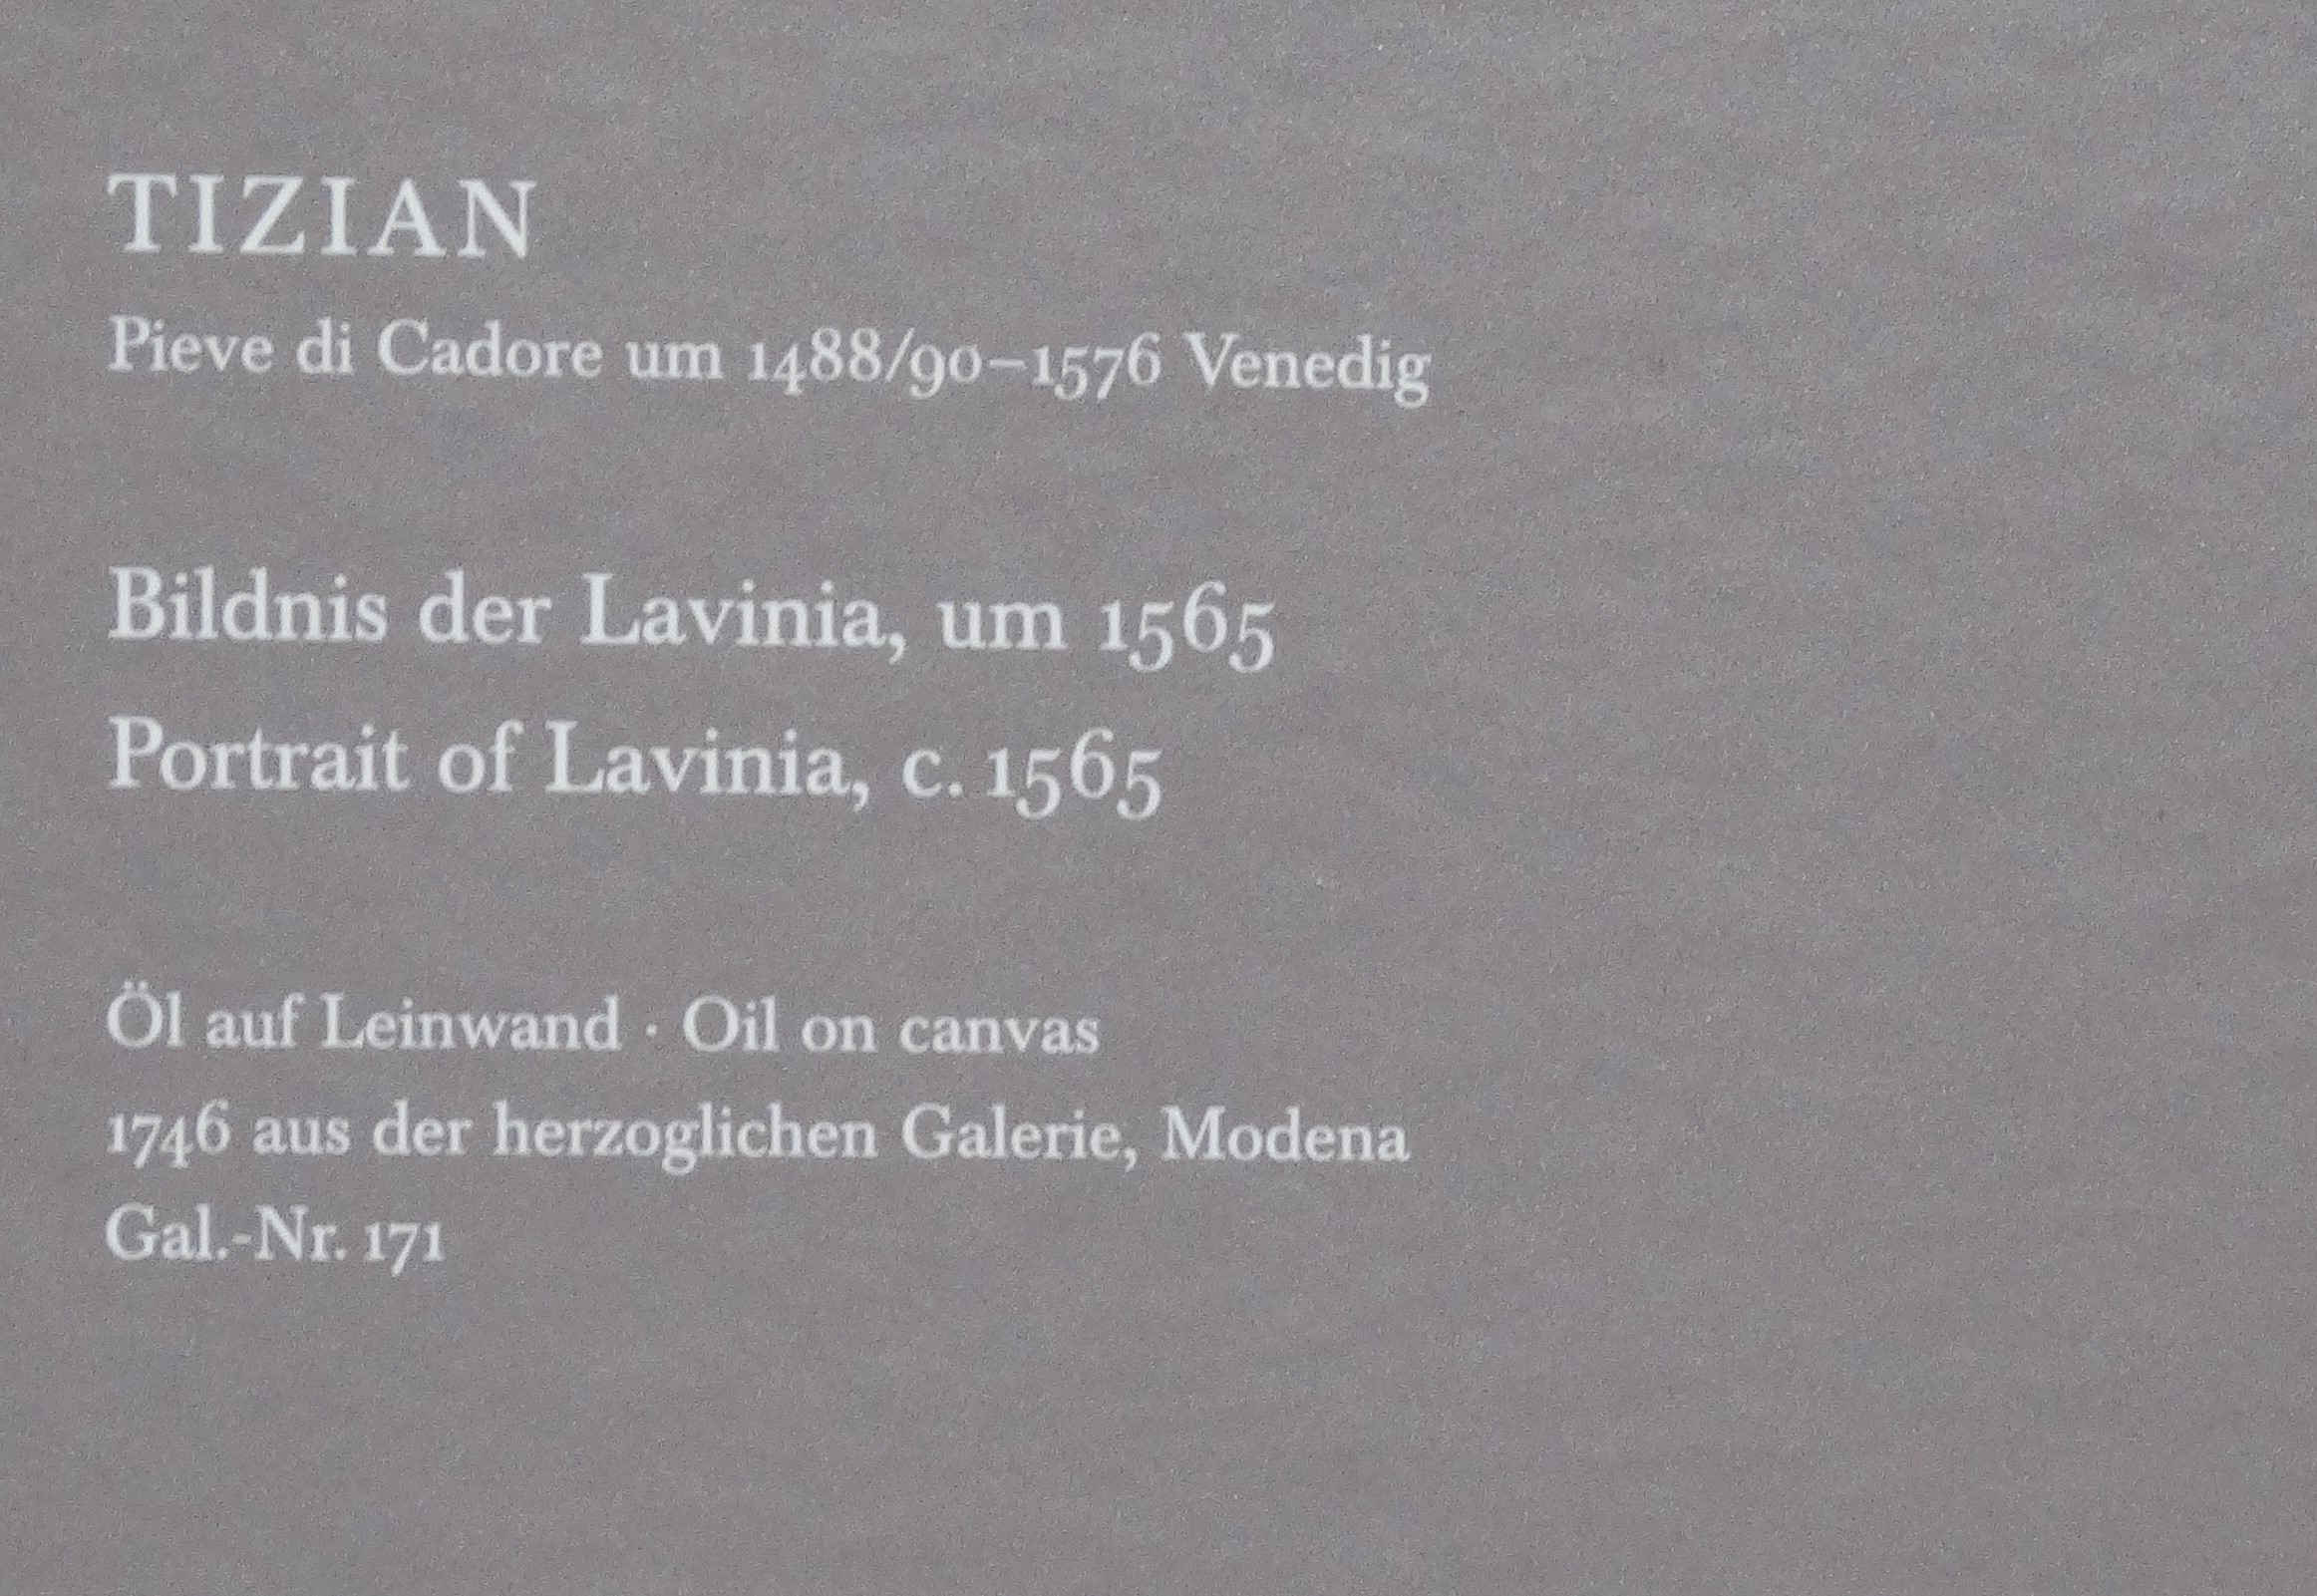 TIZIAN
Pieve di Cadore um 1488/90–1576 Venedig
Bildnis der Lavinia, um 1565
Portrait of Lavinia, c. 1565
Öl auf Leinwand · Oil on canvas
1746 aus der herzoglichen Galerie, Modena
Gal.-Nr. 171